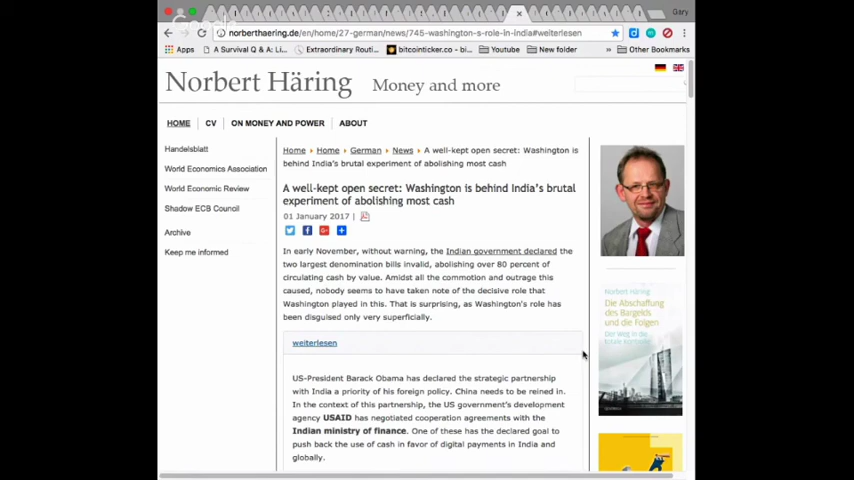 Gary
Google
norberthaering.de/en/home/27-german/news/745-washington-s-role-in-india#weiterlesen
Apps A Survival Q & A: Li... Extraordinary Routi... bitcointicker.co - bi... Youtube New folder » Other Bookmarks
Norbert Häring Money and more
HOME CV ON MONEY AND POWER ABOUT
Handelsblatt
World Economics Association
World Economic Review
Shadow ECB Council
Archive
Keep me informed
Home Home German News A well-kept open secret: Washington is
behind India's brutal experiment of abolishing most cash
A well-kept open secret: Washington is behind India's brutal
experiment of abolishing most cash
01 January 2017 |
In early November, without warning, the Indian government declared the
two largest denomination bills invalid, abolishing over 80 percent of
circulating cash by value. Amidst all the commotion and outrage this
caused, nobody seems to have taken note of the decisive role that
Washington played in this. That is surprising, as Washington's role has
been disguised only very superficially.
weiterlesen
US-President Barack Obama has declared the strategic partnership
with India a priority of his foreign policy. China needs to be reined in.
In the context of this partnership, the US government's development
agency USAID has negotiated cooperation agreements with the
Indian ministry of finance. One of these has the declared goal to
push back the use of cash in favor of digital payments in India and
globally.
Norbert Häring
Die Abschaffung
des Bargelds
und die Folgen
Der Weg in die
totale Kontrolle